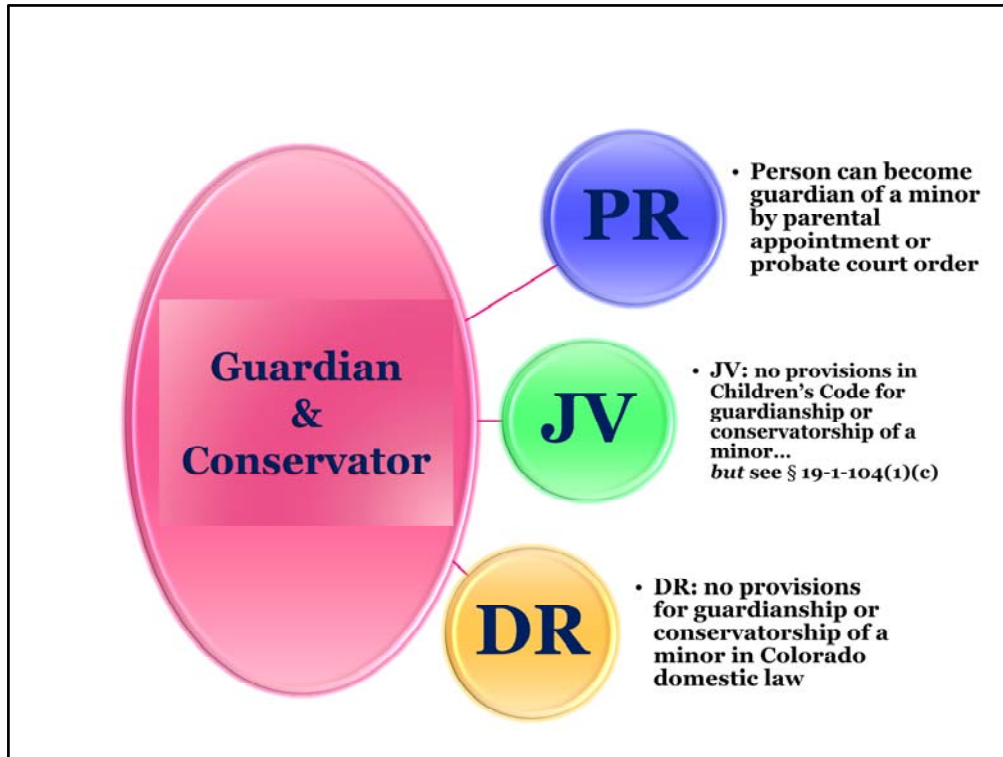 Guardian
&
Conservator
PR
• Person can become
guardian of a minor
by parental
appointment or
probate court order
JV
• JV: no provisions in
Children's Code for
guardianship or
conservatorship of a
minor...
but see § 19-1-104(1)(c)
DR
• DR: no provisions
for guardianship or
conservatorship of a
minor in Colorado
domestic law